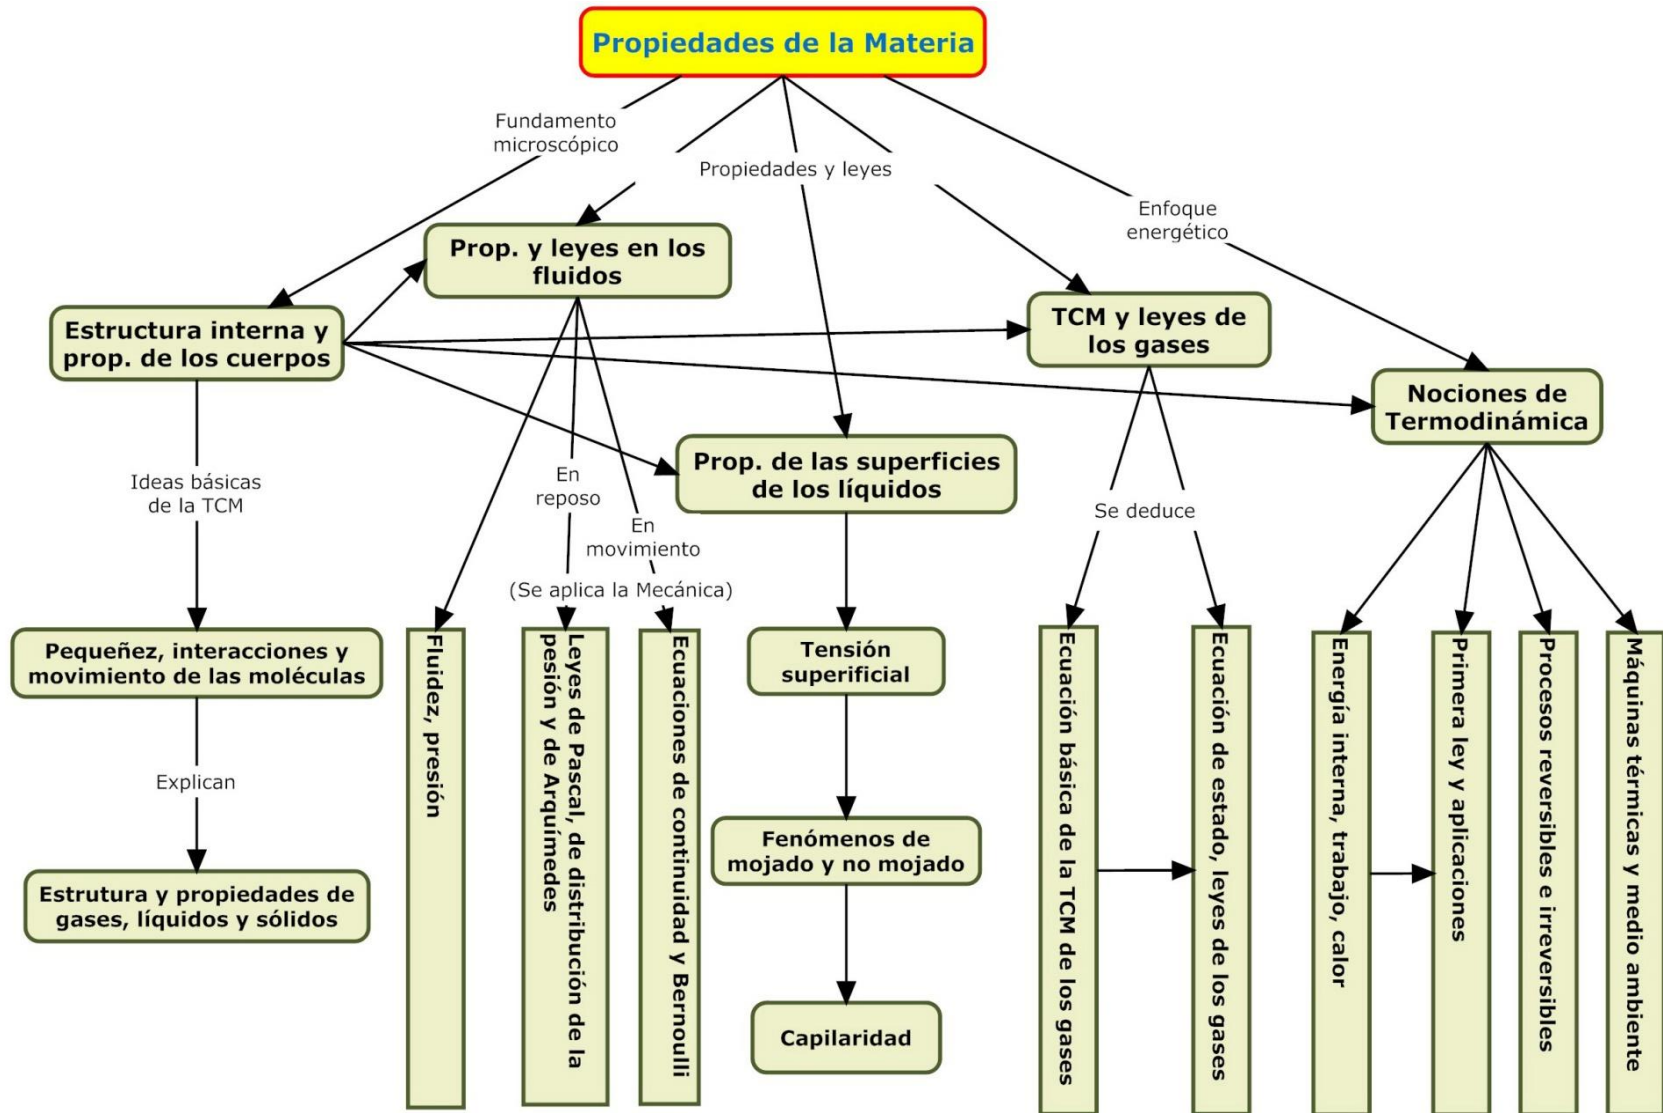 Propiedades de la Materia
Fundamento
microscópico
Propiedades y leyes
Enfoque
energético
Prop. y leyes en los
fluidos
Estructura interna y
prop. de los cuerpos
TCM y leyes de
los gases
Nociones de
Termodinámica
Prop. de las superficies
de los líquidos
Ideas básicas
de la TCM
En
reposo
En
movimiento
(Se aplica la Mecánica)
Se deduce
Pequeñez, interacciones y
movimiento de las moléculas
Fluidez, presión
Leyes de Pascal, de distribución de la
pesión y de Arquímedes
Ecuaciones de continuidad y Bernoulli
Tensión
superificial
Ecuación básica de la TCM de los gases
Ecuación de estado, leyes de los gases
Energía interna, trabajo, calor
Primera ley y aplicaciones
Procesos reversibles e irreversibles
Máquinas térmicas y medio ambiente
Explican
Fenómenos de
mojado y no mojado
Estrutura y propiedades de
gases, líquidos y sólidos
Capilaridad